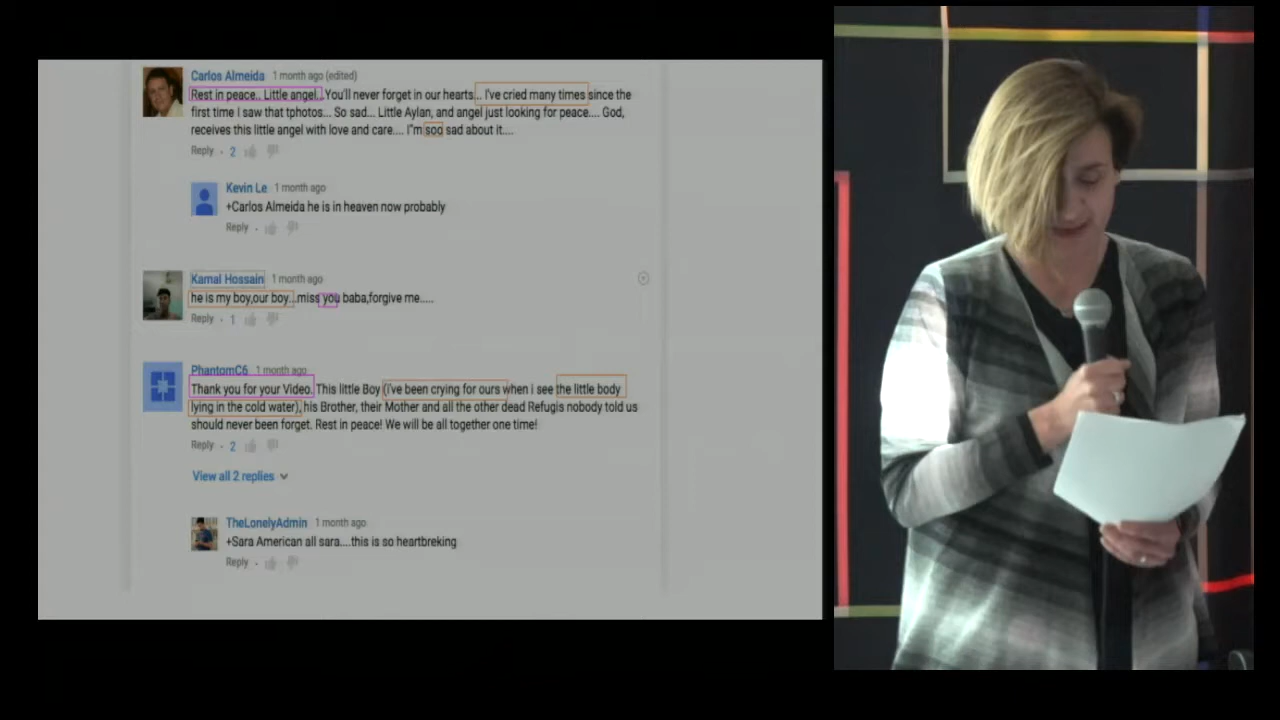 Carlos Almeida 1 month ago (edited)
Rest in peace.. Little angel.. You'll never forget in our hearts... I've cried many times since the
first time I saw that tphotos... So sad... Little Aylan, and angel just looking for peace.... God,
receives this little angel with love and care.... I"m soo sad about it....
Reply · 2
Kevin Le 1 month ago
+Carlos Almeida he is in heaven now probably
Reply ·
Kamal Hossain 1 month ago
he is my boy,our boy...miss you baba,forgive me.....
Reply · 1
PhantomC6 1 month ago
Thank you for your Video. This little Boy (i've been crying for ours when i see the little body
lying in the cold water), his Brother, their Mother and all the other dead Refugis nobody told us
should never been forget. Rest in peace! We will be all together one time!
Reply · 2
View all 2 replies
TheLonelyAdmin 1 month ago
+Sara American all sara....this is so heartbreking
Reply ·